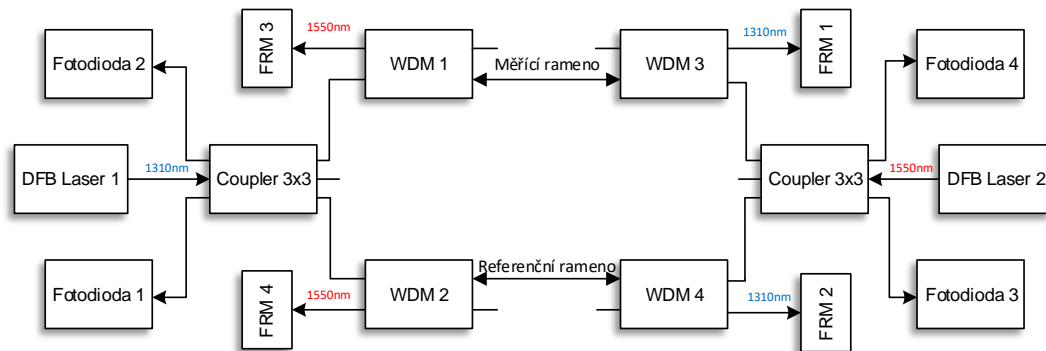 FRM 3
1550nm
WDM 1
Měřící rameno
WDM 3
1310nm
FRM 1
Fotodioda 2
Fotodioda 4
DFB Laser 1
1310nm
Coupler 3x3
Coupler 3x3
1550nm
DFB Laser 2
Fotodioda 1
FRM 4
1550nm
WDM 2
Referenční rameno
WDM 4
1310nm
FRM 2
Fotodioda 3